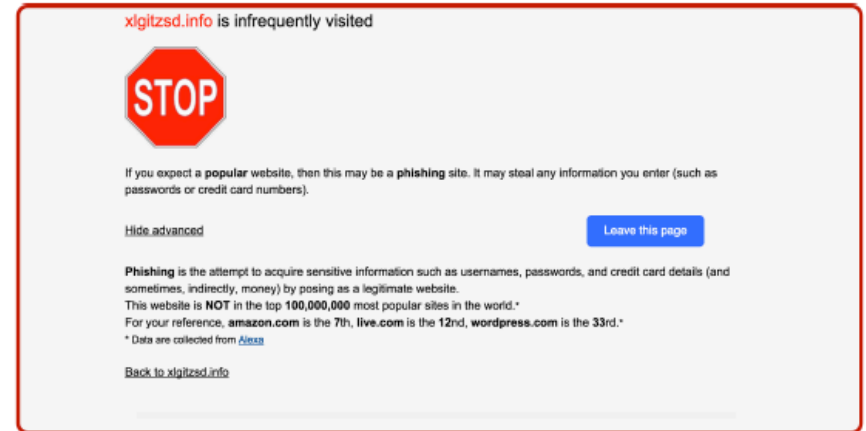 xlgitzsd.info is infrequently visited
STOP
If you expect a popular website, then this may be a phishing site. It may steal any information you enter (such as
passwords or credit card numbers).
Hide advanced
Leave this page
Phishing is the attempt to acquire sensitive information such as usernames, passwords, and credit card details (and
sometimes, indirectly, money) by posing as a legitimate website.
This website is NOT in the top 100,000,000 most popular sites in the world.*
For your reference, amazon.com is the 7th, live.com is the 12nd, wordpress.com is the 33rd.*
* Data are collected from Alexa
Back to xlgitzsd.info